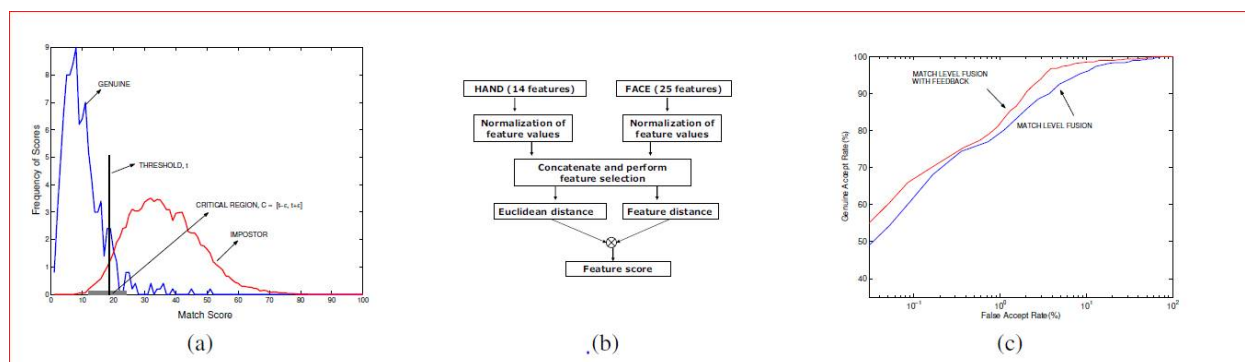 9
8
7
6
5
4
3
2
1
0
Frequency of Scores
GENUINE
THRESHOLD, t
CRITICAL REGION, C = [t-ε, t+ε]
IMPOSTOR
0 10 20 30 40 50 60 70 80 90 100
Match Score
(a)
HAND (14 features) FACE (25 features)
Normalization of Normalization of
feature values feature values
Concatenate and perform
feature selection
Euclidean distance Feature distance
Feature score
.(b)
100
90
80
70
60
50
40
Genuine Accept Rate(%)
MATCH LEVEL FUSION
WITH FEEDBACK
MATCH LEVEL FUSION
10⁻¹ 10⁰ 10¹ 10²
False Accept Rate(%)
(c)